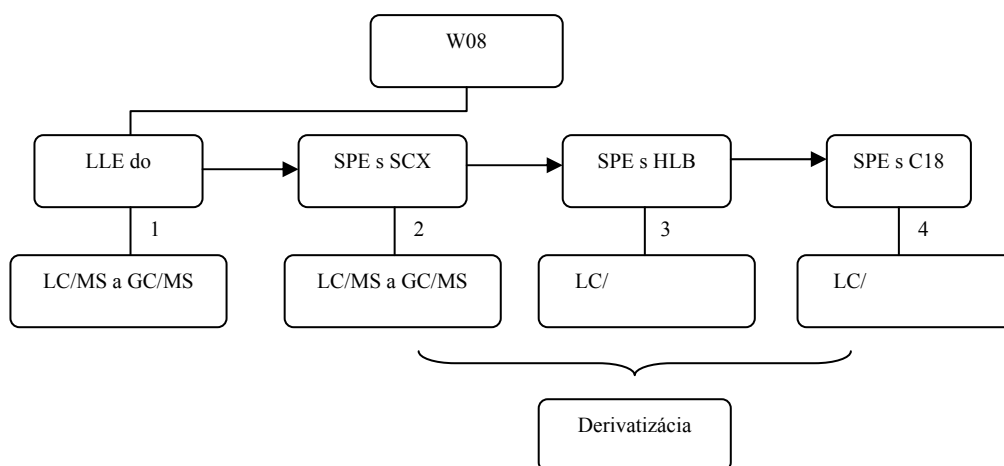 W08
LLE do
SPE s SCX
SPE s HLB
SPE s C18
1
2
3
4
LC/MS a GC/MS
LC/MS a GC/MS
LC/
LC/
Derivatizácia